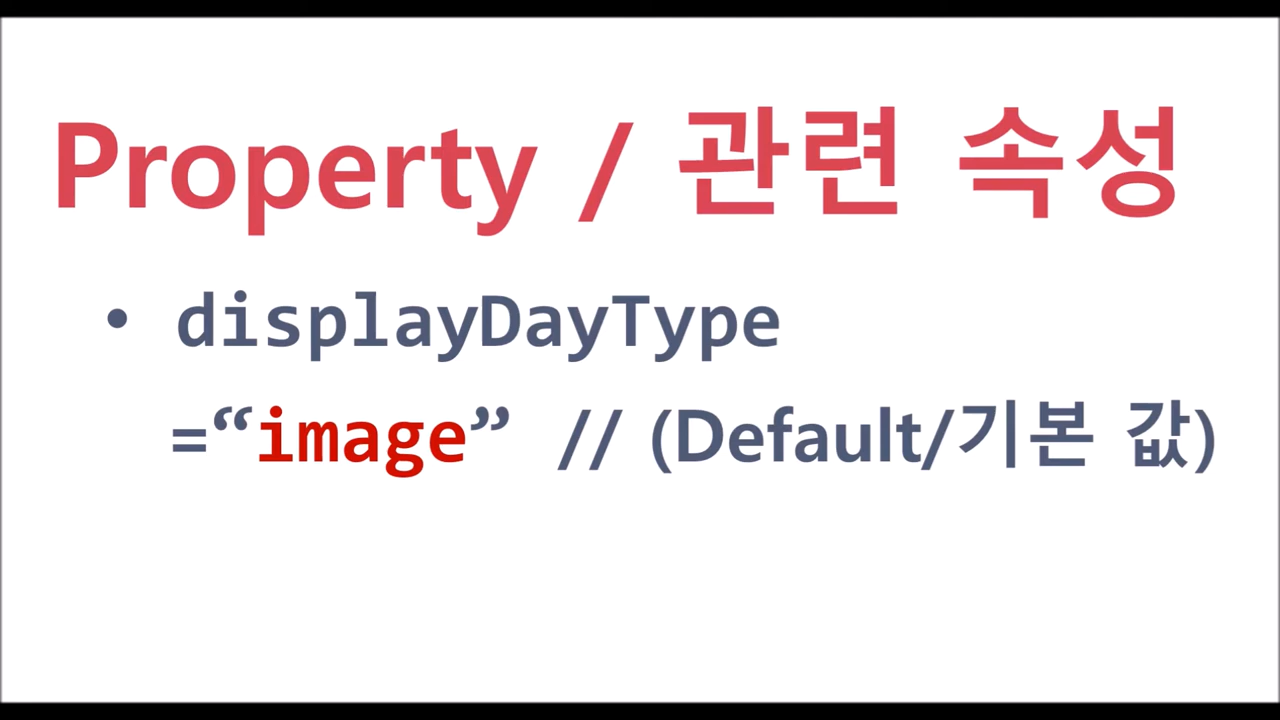 Property / 관련 속성
• displayDayType
=“image” // (Default/기본 값)